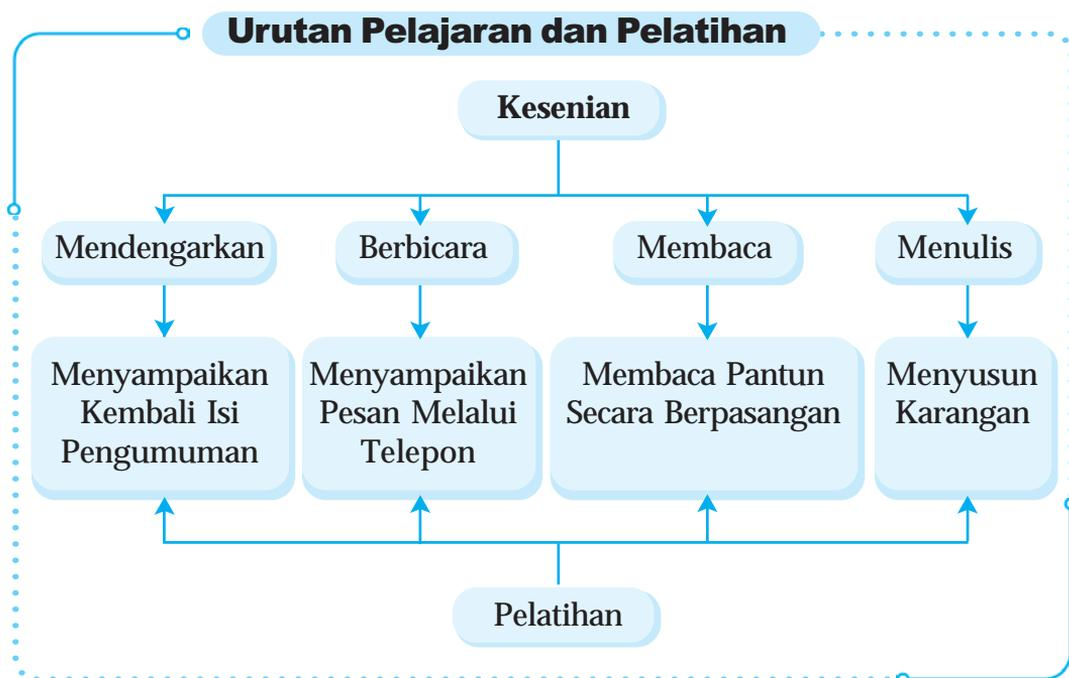 Urutan Pelajaran dan Pelatihan
Kesenian
Mendengarkan
Berbicara
Membaca
Menulis
Menyampaikan
Kembali Isi
Pengumuman
Menyampaikan
Pesan Melalui
Telepon
Membaca Pantun
Secara Berpasangan
Menyusun
Karangan
Pelatihan